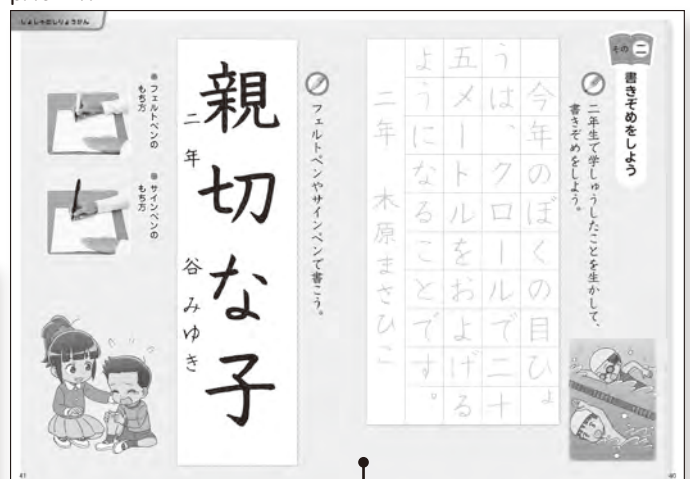 しょしゃのしりょうかん
その 二
書きぞめをしよう
二年生で学しゅうしたことを生かして、
書きぞめをしよう。
今年のぼくの目ひょ
うは、クロールで二十
五メートルをおよげる
ようになることです。
二年 木原まさひこ
フェルトペンやサインペンで書こう。
親切な子
二年 谷みゆき
フェルトペンの
もち方
サインペンの
もち方
40
41